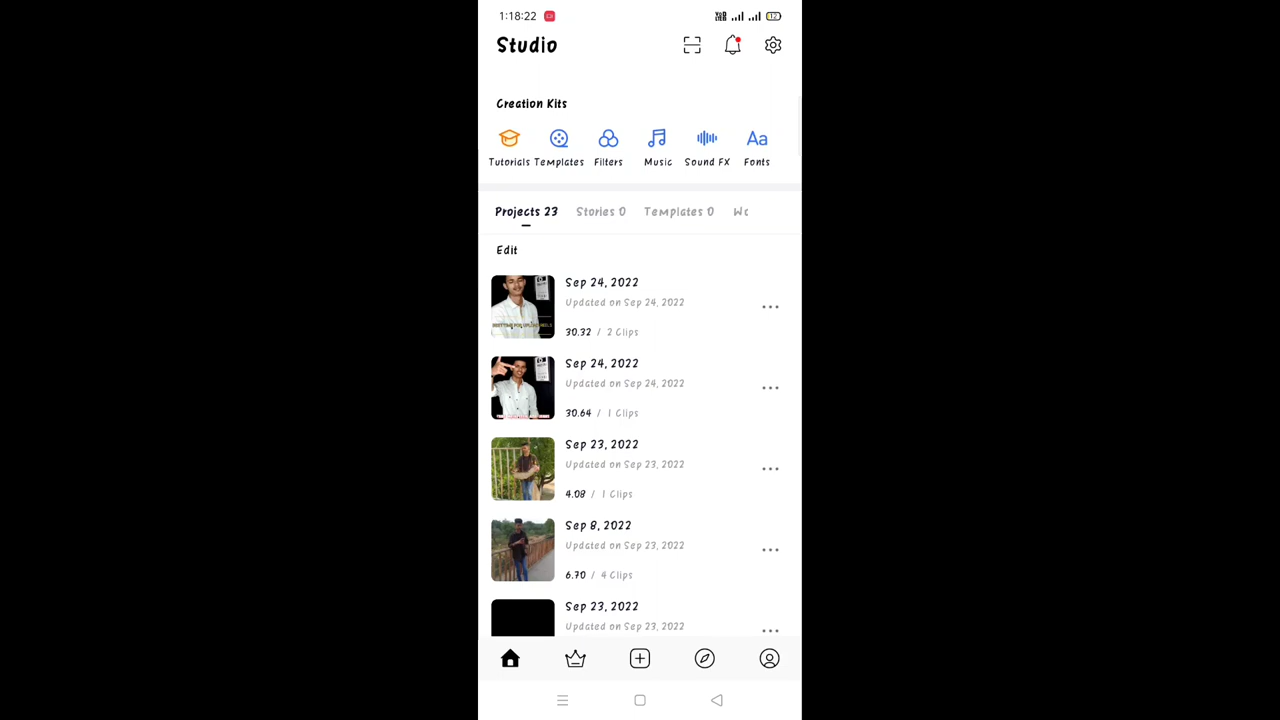 1:18:22
Studio
Creation Kits
Tutorials Templates Filters Music Sound FX Fonts
Aa
Projects 23 Stories 0 Templates 0 Wo
Edit
Sep 24, 2022
Updated on Sep 24, 2022
30.32 / 2 Clips
Sep 24, 2022
Updated on Sep 24, 2022
30.64 / 1 Clips
Sep 23, 2022
Updated on Sep 23, 2022
4.08 / 1 Clips
Sep 8, 2022
Updated on Sep 23, 2022
6.70 / 4 Clips
Sep 23, 2022
Updated on Sep 23, 2022